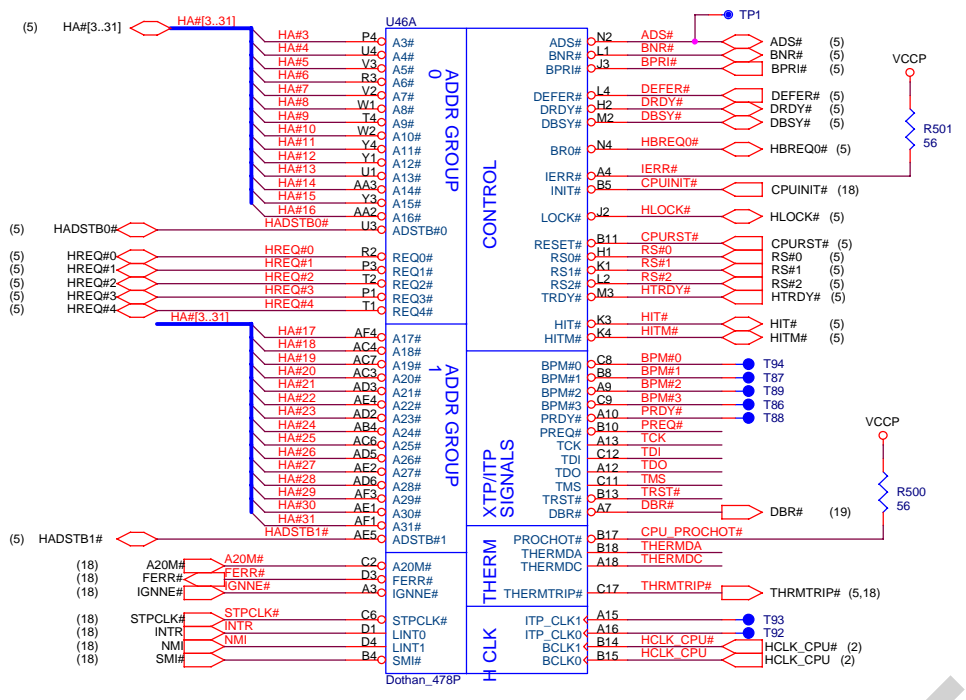 (5) HA#[3..31] HA#[3..31] U46A TP1
HA#3 P4 A3# ADS# N2 ADS# ADS# (5)
HA#4 U4 A4# BNR# L1 BNR# BNR# (5)
HA#5 V3 A5# BPRI# J3 BPRI# BPRI# (5) VCCP
HA#6 R3 A6#
HA#7 V2 A7# DEFER# L4 DEFER# DEFER# (5)
HA#8 W1 A8# DRDY# H2 DRDY# DRDY# (5)
HA#9 T4 A9# DBSY# M2 DBSY# DBSY# (5)
HA#10 W2 A10# R501
HA#11 Y4 A11# BR0# N4 HBREQ0# HBREQ0# (5) 56
HA#12 Y1 A12#
HA#13 U1 A13# IERR# A4 IERR#
HA#14 AA3 A14# INIT# B5 CPUINIT# CPUINIT# (18)
HA#15 Y3 A15#
HA#16 AA2 A16# LOCK# J2 HLOCK# HLOCK# (5)
(5) HADSTB0# HADSTB0# U3 ADSTB#0
ADDR GROUP 0
CONTROL
RESET# B11 CPURST# CPURST# (5)
(5) HREQ#0 HREQ#0 R2 REQ0# RS0# H1 RS#0 RS#0 (5)
(5) HREQ#1 HREQ#1 P3 REQ1# RS1# K1 RS#1 RS#1 (5)
(5) HREQ#2 HREQ#2 T2 REQ2# RS2# L2 RS#2 RS#2 (5)
(5) HREQ#3 HREQ#3 P1 REQ3# TRDY# M3 HTRDY# HTRDY# (5)
(5) HREQ#4 HREQ#4 T1 REQ4#
HA#[3..31]
HIT# K3 HIT# HIT# (5)
HA#17 AF4 A17# HITM# K4 HITM# HITM# (5)
HA#18 AC4 A18#
HA#19 AC7 A19# BPM#0 C8 BPM#0 T94
HA#20 AC3 A20# BPM#1 B8 BPM#1 T87
HA#21 AD3 A21# BPM#2 A9 BPM#2 T89
HA#22 AE4 A22# BPM#3 C9 BPM#3 T86
HA#23 AD2 A23# PRDY# A10 PRDY# T88
HA#24 AB4 A24# PREQ# B10 PREQ# VCCP
HA#25 AC6 A25# TCK A13 TCK
HA#26 AD5 A26# TDI C12 TDI
HA#27 AE2 A27# TDO A12 TDO
HA#28 AD6 A28# TMS C11 TMS
HA#29 AF3 A29# TRST# B13 TRST# R500
HA#30 AE1 A30# DBR# A7 DBR# DBR# (19) 56
HA#31 AF1 A31#
(5) HADSTB1# HADSTB1# AE5 ADSTB#1 PROCHOT# B17 CPU_PROCHOT#
ADDR GROUP 1
XTP/ITP SIGNALS
THERMDA B18 THERMDA
(18) A20M# A20M# C2 A20M# THERMDC A18 THERMDC
(18) FERR# FERR# D3 FERR#
(18) IGNNE# IGNNE# A3 IGNNE# THERMTRIP# C17 THRMTRIP# THRMTRIP# (5,18)
THERM
(18) STPCLK# STPCLK# C6 STPCLK# ITP_CLK1 A15 T93
(18) INTR INTR D1 LINT0 ITP_CLK0 A16 T92
(18) NMI NMI D4 LINT1 BCLK1 B14 HCLK_CPU# HCLK_CPU# (2)
(18) SMI# B4 SMI# BCLK0 B15 HCLK_CPU HCLK_CPU (2)
H CLK
Dothan_478P